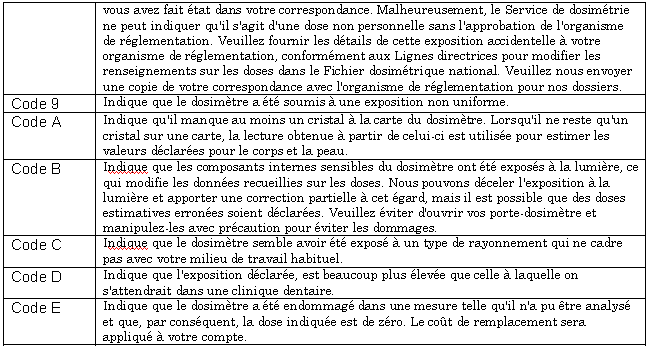 vous avez fait état dans votre correspondance. Malheureusement, le Service de dosimétrie
ne peut indiquer qu'il s'agit d'une dose non personnelle sans l'approbation de l'organisme
de réglementation. Veuillez fournir les détails de cette exposition accidentelle à votre
organisme de réglementation, conformément aux Lignes directrices pour modifier les
renseignements sur les doses dans le Fichier dosimétrique national. Veuillez nous envoyer
une copie de votre correspondance avec l'organisme de réglementation pour nos dossiers.
Code 9 Indique que le dosimètre a été soumis à une exposition non uniforme.
Code A Indique qu'il manque au moins un cristal à la carte du dosimètre. Lorsqu'il ne reste qu'un
cristal sur une carte, la lecture obtenue à partir de celui-ci est utilisée pour estimer les
valeurs déclarées pour le corps et la peau.
Code B Indique que les composants internes sensibles du dosimètre ont été exposés à la lumière, ce
qui modifie les données recueillies sur les doses. Nous pouvons déceler l'exposition à la
lumière et apporter une correction partielle à cet égard, mais il est possible que des doses
estimatives erronées soient déclarées. Veuillez éviter d'ouvrir vos porte-dosimètre et
manipulez-les avec précaution pour éviter les dommages.
Code C Indique que le dosimètre semble avoir été exposé à un type de rayonnement qui ne cadre
pas avec votre milieu de travail habituel.
Code D Indique que l'exposition déclarée, est beaucoup plus élevée que celle à laquelle on
s'attendrait dans une clinique dentaire.
Code E Indique que le dosimètre a été endommagé dans une mesure telle qu'il n'a pu être analysé
et que, par conséquent, la dose indiquée est de zéro. Le coût de remplacement sera
appliqué à votre compte.